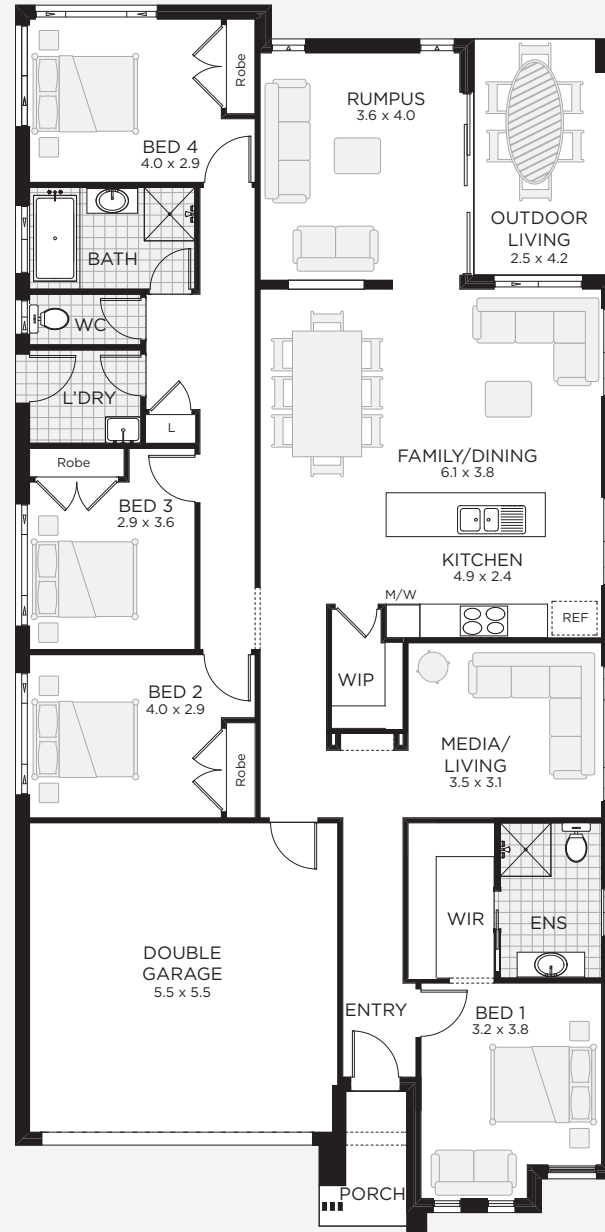 Robe
BED 4
4.0 x 2.9
RUMPUS
3.6 x 4.0
OUTDOOR
LIVING
2.5 x 4.2
BATH
WC
L'DRY
L
Robe
BED 3
2.9 x 3.6
FAMILY/DINING
6.1 x 3.8
KITCHEN
4.9 x 2.4
M/W
REF
WIP
BED 2
4.0 x 2.9
Robe
MEDIA/
LIVING
3.5 x 3.1
WIR
ENS
DOUBLE
GARAGE
5.5 x 5.5
ENTRY
BED 1
3.2 x 3.8
PORCH